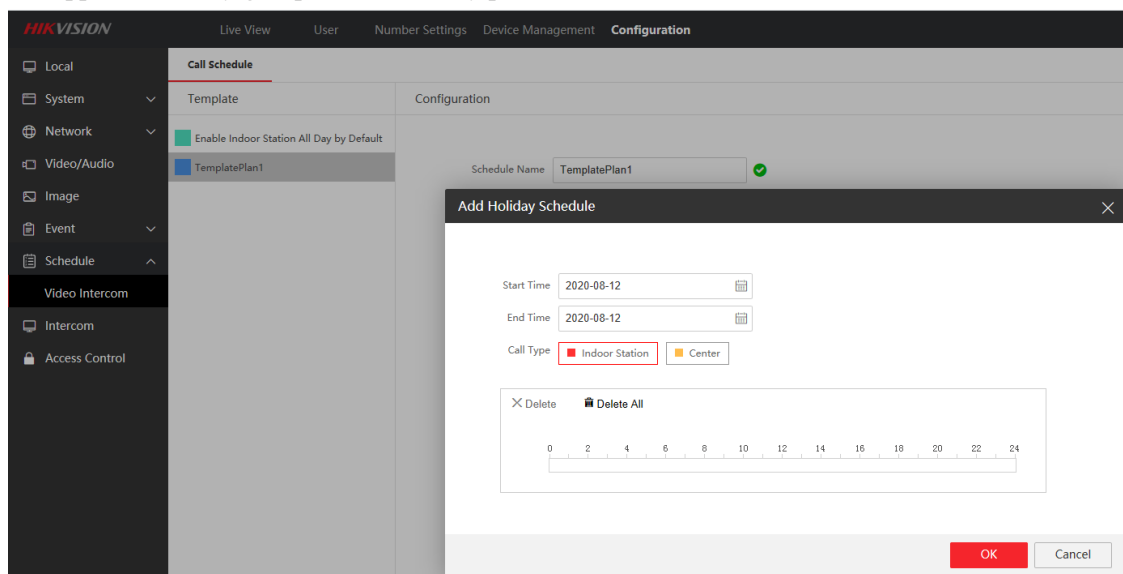 HIKVISION Live View User Number Settings Device Management Configuration
Local Call Schedule
System Template Configuration
Network Enable Indoor Station All Day by Default
Video/Audio TemplatePlan1 Schedule Name TemplatePlan1
Image Add Holiday Schedule
Event
Schedule
Start Time 2020-08-12
Video Intercom
End Time 2020-08-12
Intercom
Call Type Indoor Station Center
Access Control
Delete Delete All
0 2 4 6 8 10 12 14 16 18 20 22 24
OK Cancel